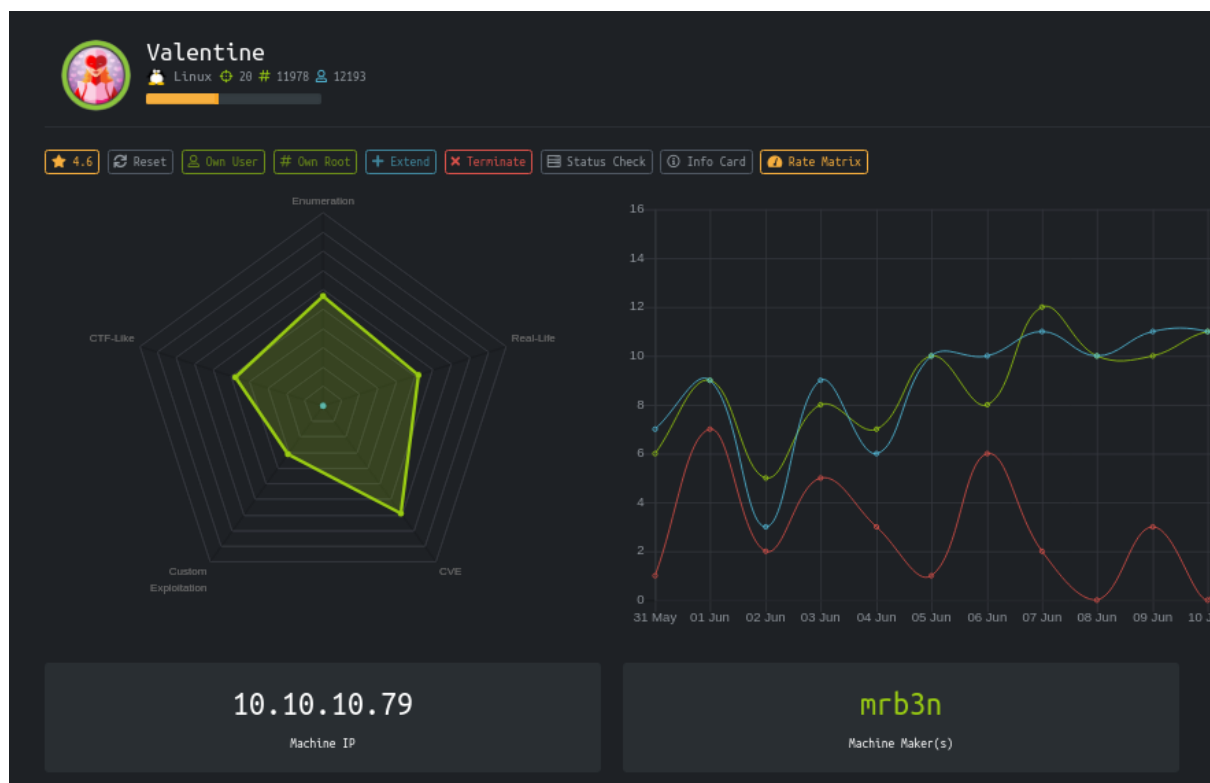 Valentine
Linux 20 # 11978 12193
4.6 Reset Own User # Own Root + Extend × Terminate Status Check Info Card Rate Matrix
Enumeration
CTF-Like
Real-Life
Custom
Exploitation
CVE
16
14
12
10
8
6
4
2
0
31 May 01 Jun 02 Jun 03 Jun 04 Jun 05 Jun 06 Jun 07 Jun 08 Jun 09 Jun 10
10.10.10.79
Machine IP
mrb3n
Machine Maker(s)